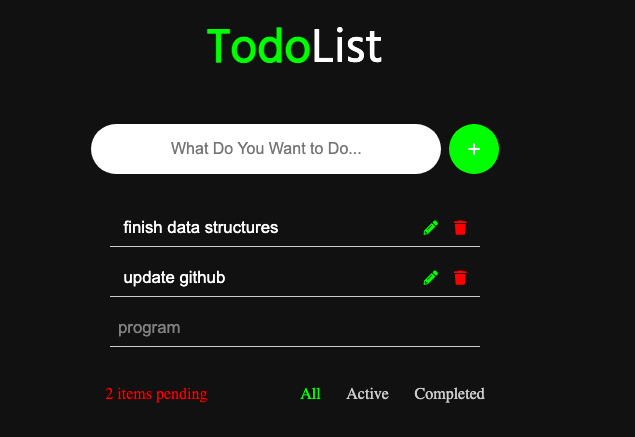 TodoList
What Do You Want to Do...
+
finish data structures
update github
program
2 items pending All Active Completed